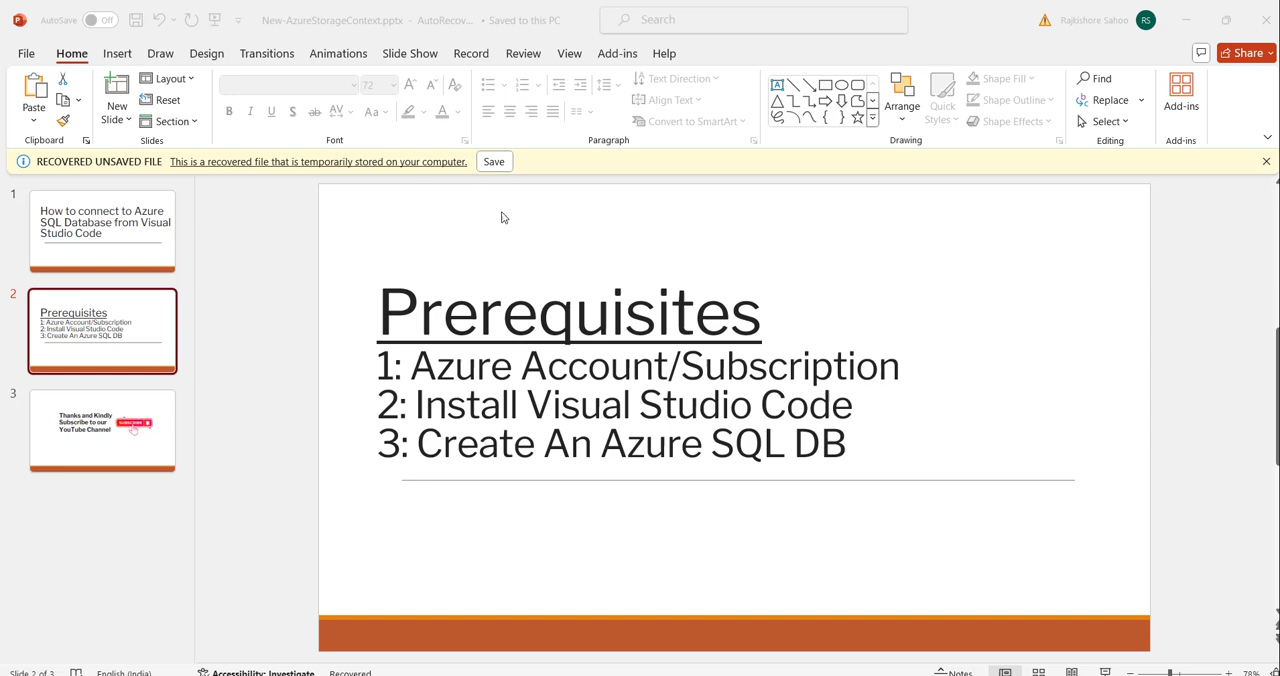 AutoSave Off New-AzureStorageContext.pptx - AutoRecov... • Saved to this PC Search Rajkishore Sahoo RS
File Home Insert Draw Design Transitions Animations Slide Show Record Review View Add-ins Help Share
Paste
New
Slide
Layout
Reset
Section
72
Text Direction
Align Text
Convert to SmartArt
Arrange
Quick
Styles
Shape Fill
Shape Outline
Shape Effects
Find
Replace
Select
Add-ins
Clipboard Slides Font Paragraph Drawing Editing Add-ins
RECOVERED UNSAVED FILE This is a recovered file that is temporarily stored on your computer. Save
1
How to connect to Azure
SQL Database from Visual
Studio Code
2
Prerequisites
1: Azure Account/Subscription
2: Install Visual Studio Code
3: Create An Azure SQL DB
3
Thanks and Kindly
Subscribe to our
YouTube Channel
SUBSCRIBE
Prerequisites
1: Azure Account/Subscription
2: Install Visual Studio Code
3: Create An Azure SQL DB
Slide 2 of 3 English (India) Accessibility: Investigate Recovered Notes 78%